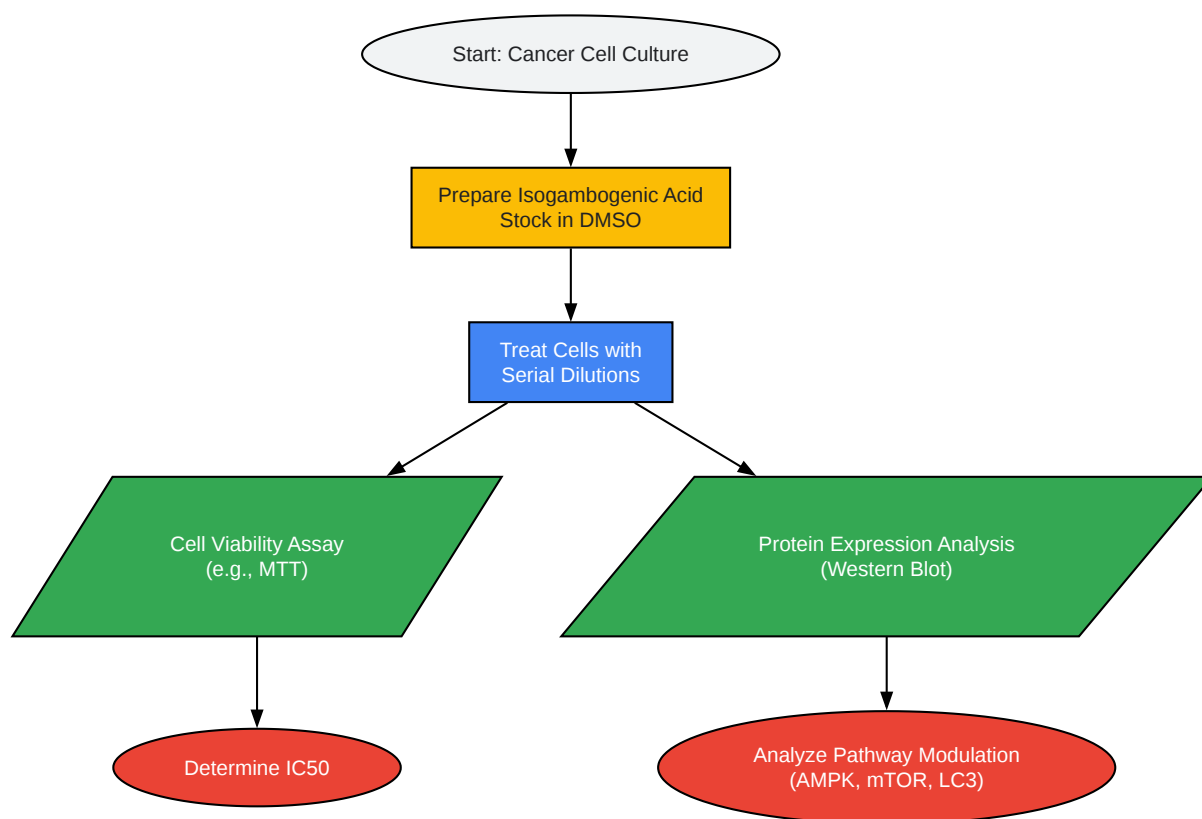 Start: Cancer Cell Culture
Prepare Isogambogenic Acid
Stock in DMSO
Treat Cells with
Serial Dilutions
Cell Viability Assay
(e.g., MTT)
Protein Expression Analysis
(Western Blot)
Determine IC50
Analyze Pathway Modulation
(AMPK, mTOR, LC3)